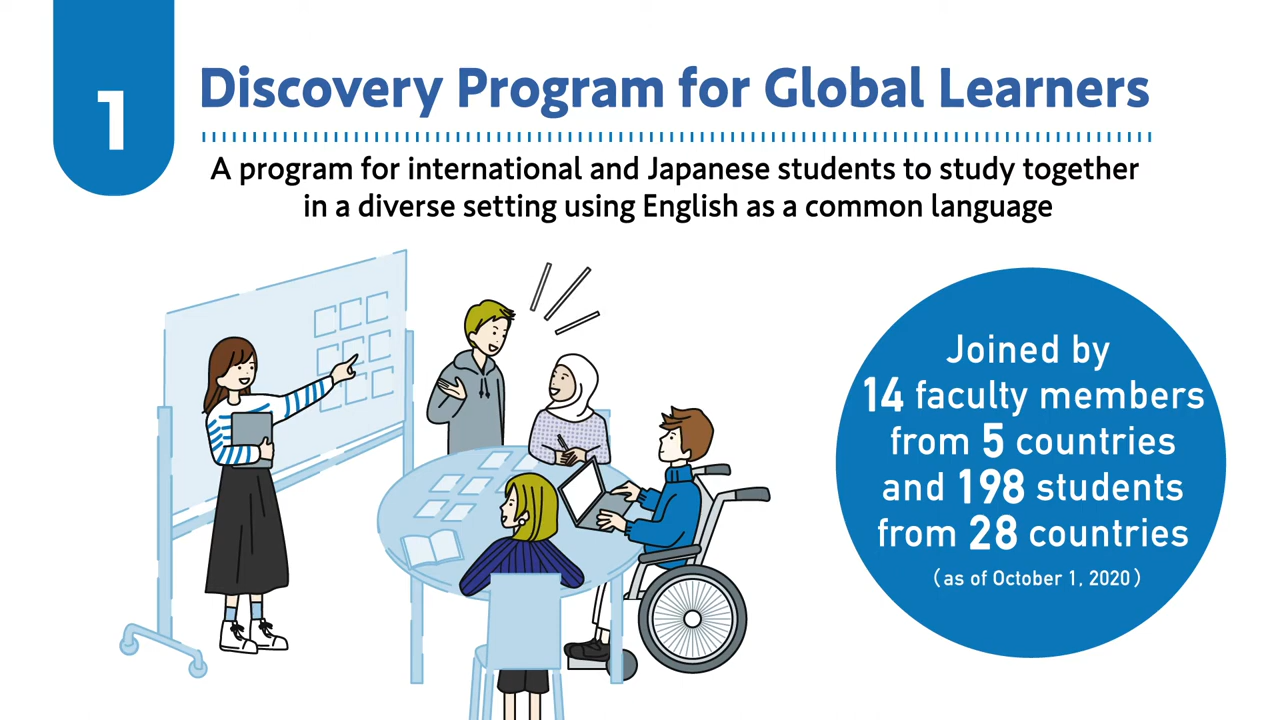 1
Discovery Program for Global Learners
A program for international and Japanese students to study together
in a diverse setting using English as a common language
Joined by
14 faculty members
from 5 countries
and 198 students
from 28 countries
(as of October 1, 2020)